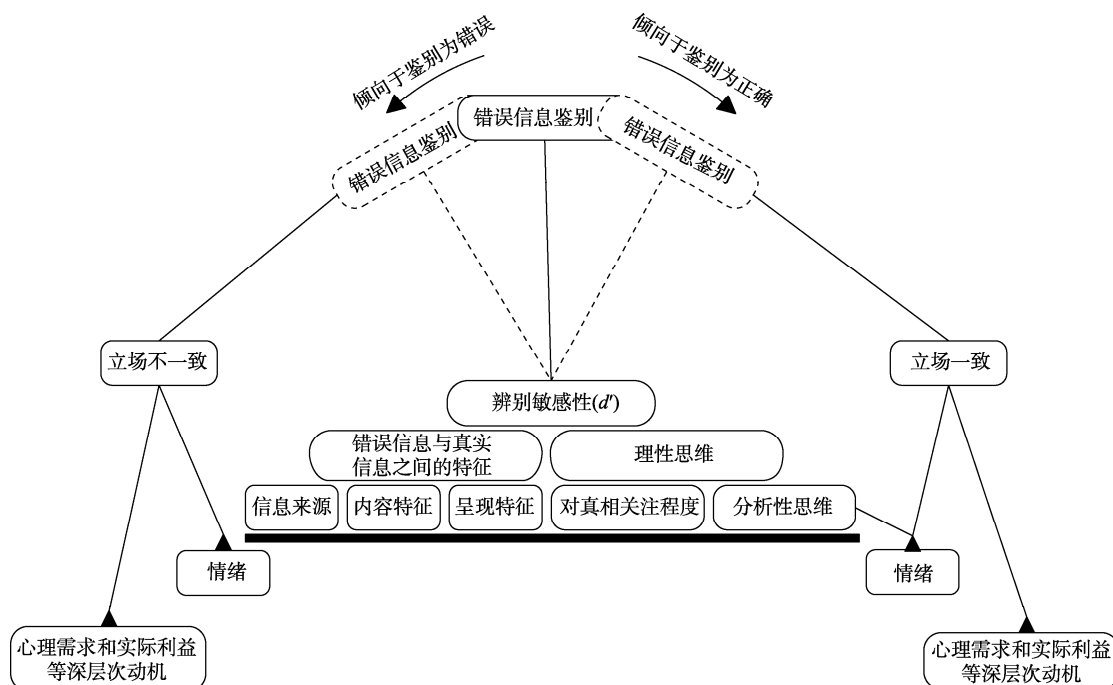 倾向于鉴别为错误
倾向于鉴别为正确
错误信息鉴别
错误信息鉴别
错误信息鉴别
立场不一致
立场一致
辨别敏感性(d′)
错误信息与真实
信息之间的特征
理性思维
信息来源
内容特征
呈现特征
对真相关注程度
分析性思维
情绪
情绪
心理需求和实际利益
等深层次动机
心理需求和实际利益
等深层次动机